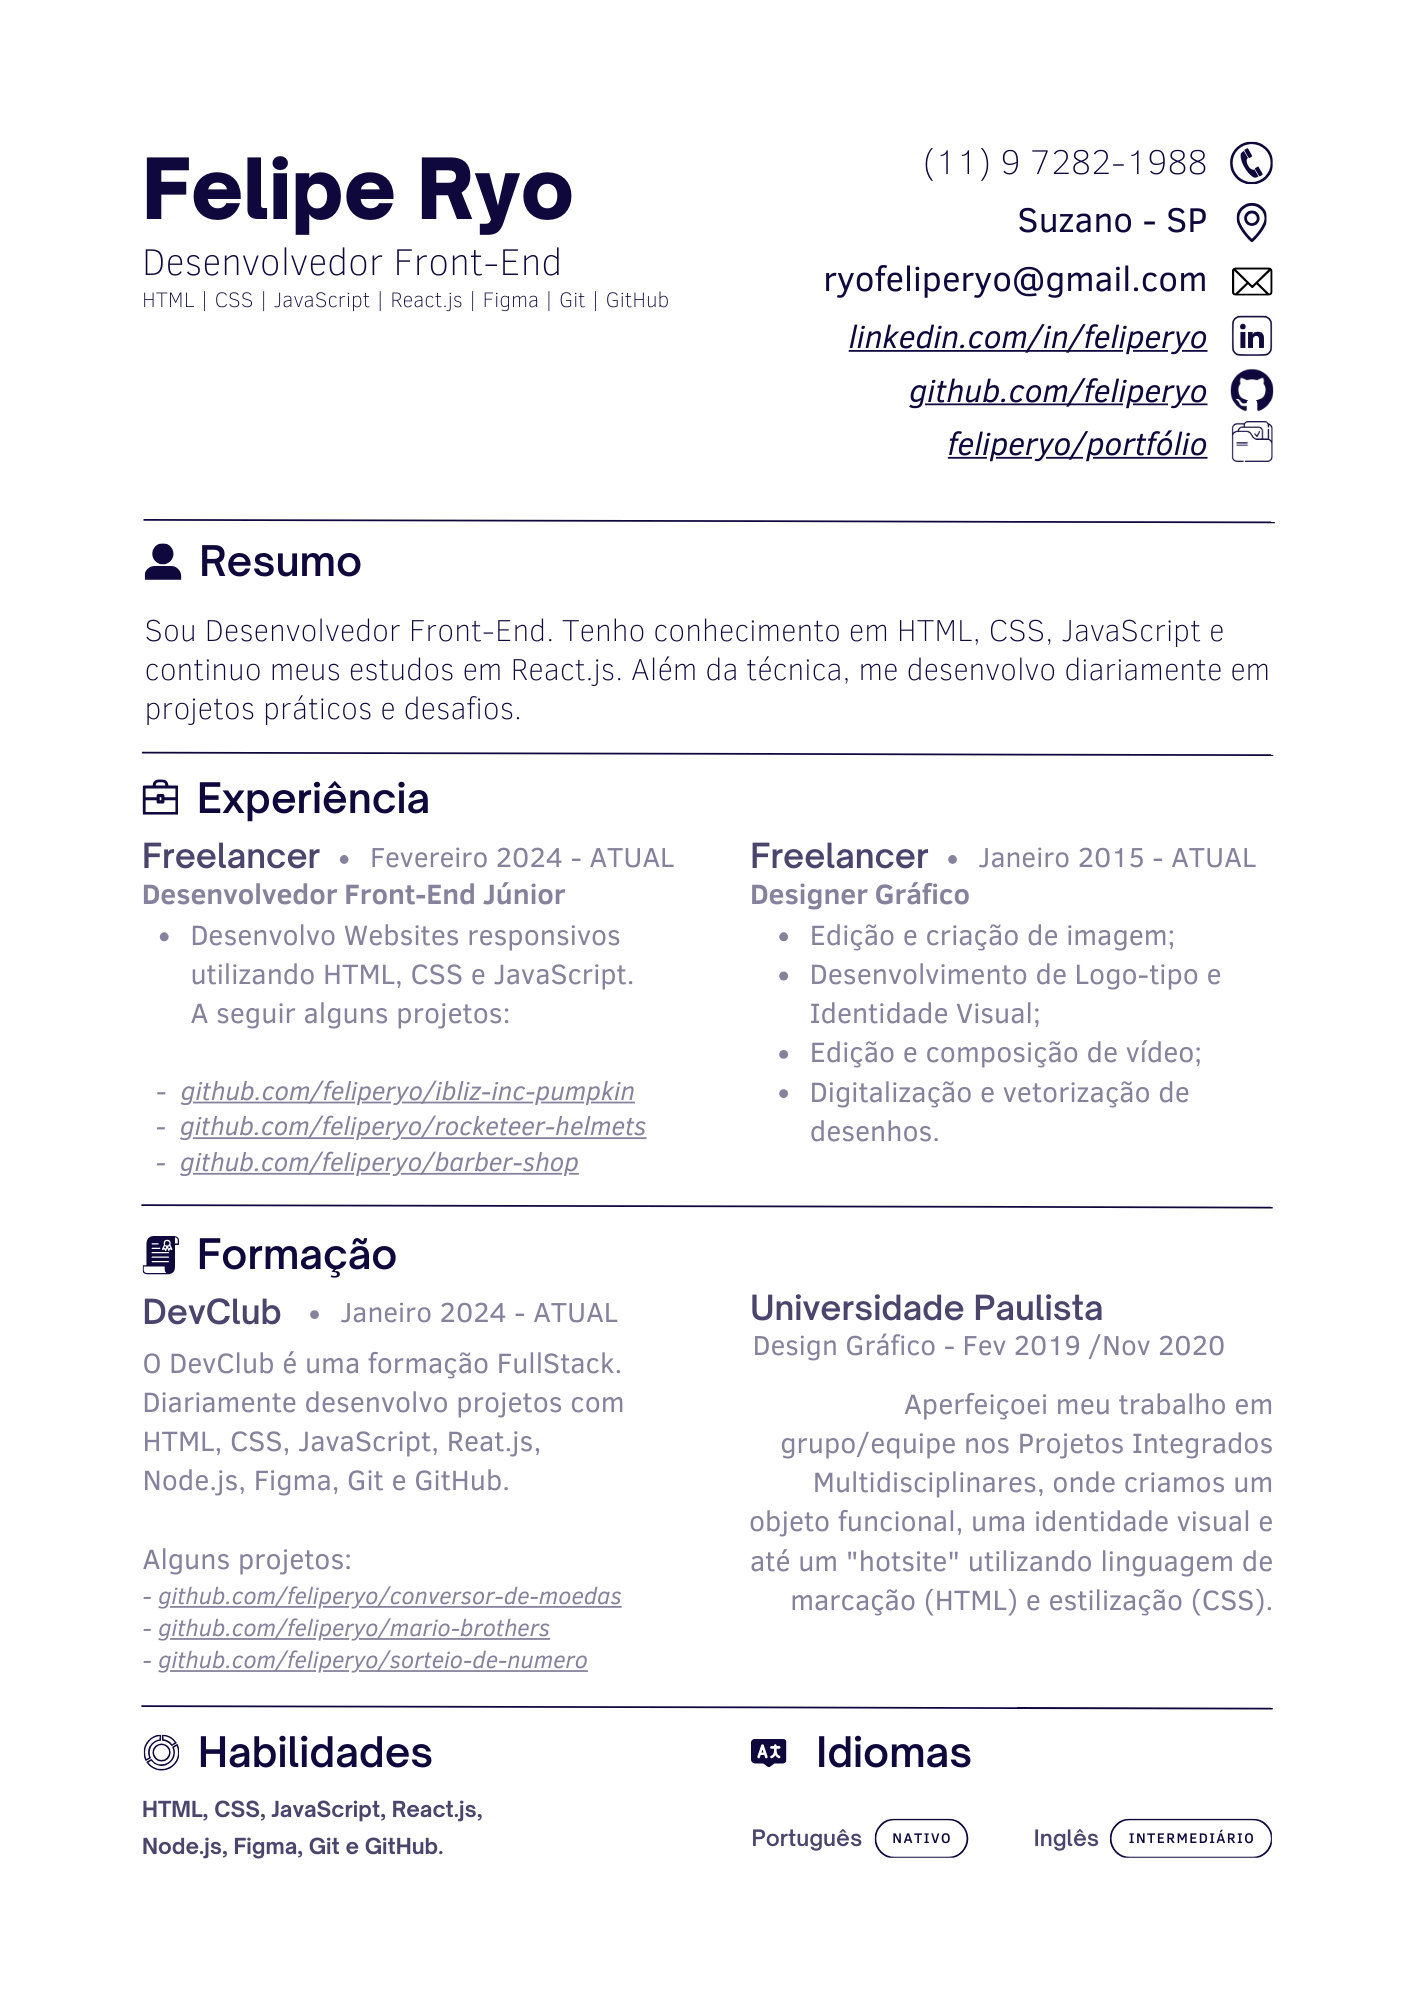 Felipe Ryo
Desenvolvedor Front-End
HTML | CSS | JavaScript | React.js | Figma | Git | GitHub
(11) 9 7282-1988
Suzano - SP
ryofeliperyo@gmail.com
linkedin.com/in/feliperyo
github.com/feliperyo
feliperyo/portfólio
Resumo
Sou Desenvolvedor Front-End. Tenho conhecimento em HTML, CSS, JavaScript e
continuo meus estudos em React.js. Além da técnica, me desenvolvo diariamente em
projetos práticos e desafios.
Experiência
Freelancer • Fevereiro 2024 - ATUAL
Desenvolvedor Front-End Júnior
• Desenvolvo Websites responsivos
utilizando HTML, CSS e JavaScript.
A seguir alguns projetos:
- github.com/feliperyo/ibliz-inc-pumpkin
- github.com/feliperyo/rocketeer-helmets
- github.com/feliperyo/barber-shop
Freelancer • Janeiro 2015 - ATUAL
Designer Gráfico
• Edição e criação de imagem;
• Desenvolvimento de Logo-tipo e
Identidade Visual;
• Edição e composição de vídeo;
• Digitalização e vetorização de
desenhos.
Formação
DevClub • Janeiro 2024 - ATUAL
O DevClub é uma formação FullStack.
Diariamente desenvolvo projetos com
HTML, CSS, JavaScript, Reat.js,
Node.js, Figma, Git e GitHub.
Alguns projetos:
- github.com/feliperyo/conversor-de-moedas
- github.com/feliperyo/mario-brothers
- github.com/feliperyo/sorteio-de-numero
Universidade Paulista
Design Gráfico - Fev 2019 /Nov 2020
Aperfeiçoei meu trabalho em
grupo/equipe nos Projetos Integrados
Multidisciplinares, onde criamos um
objeto funcional, uma identidade visual e
até um "hotsite" utilizando linguagem de
marcação (HTML) e estilização (CSS).
Habilidades
HTML, CSS, JavaScript, React.js,
Node.js, Figma, Git e GitHub.
Idiomas
Português NATIVO Inglês INTERMEDIÁRIO